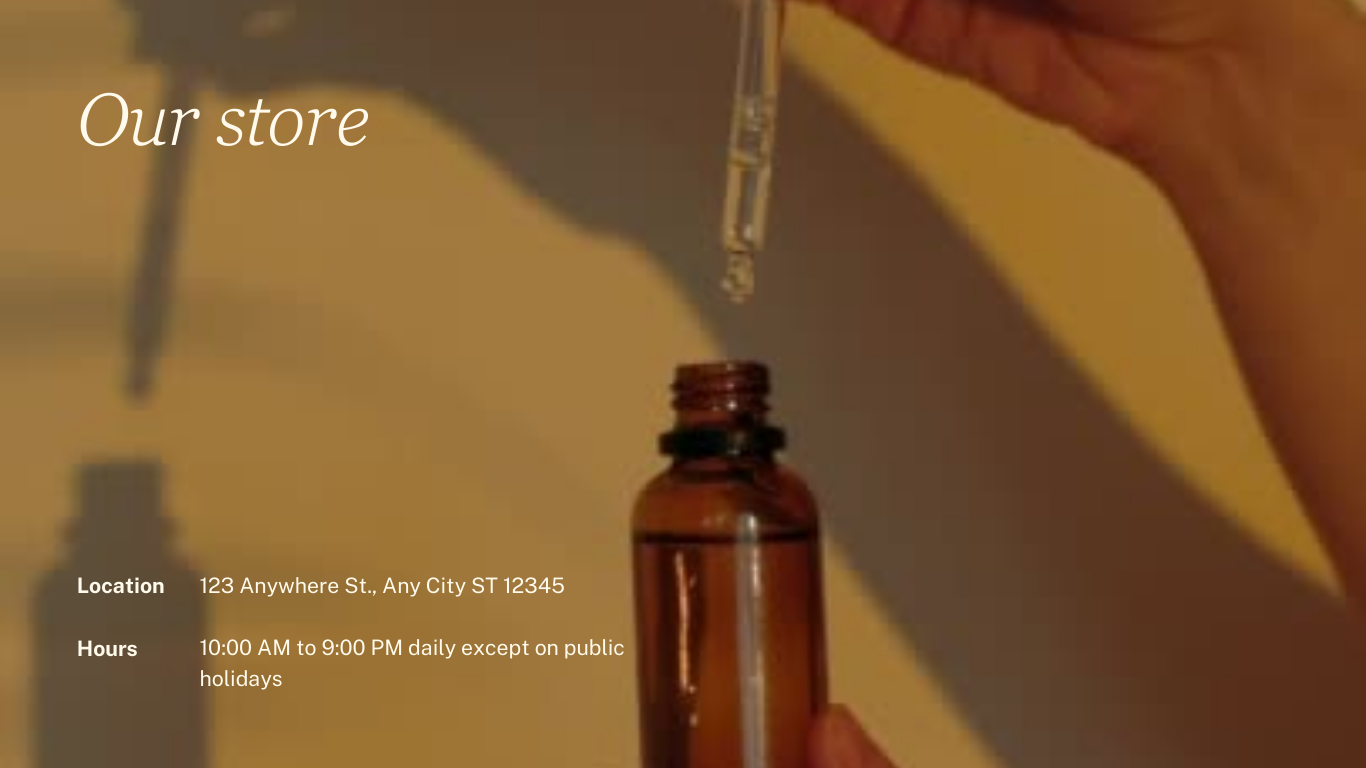 Our store
Location 123 Anywhere St., Any City ST 12345
Hours 10:00 AM to 9:00 PM daily except on public
holidays